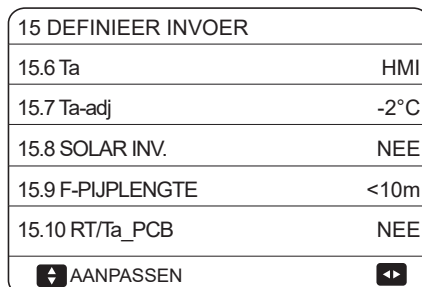 15 DEFINIEER INVOER
15.6 Ta HMI
15.7 Ta-adj -2°C
15.8 SOLAR INV. NEE
15.9 F-PIJPLENGTE <10m
15.10 RT/Ta_PCB NEE
AANPASSEN